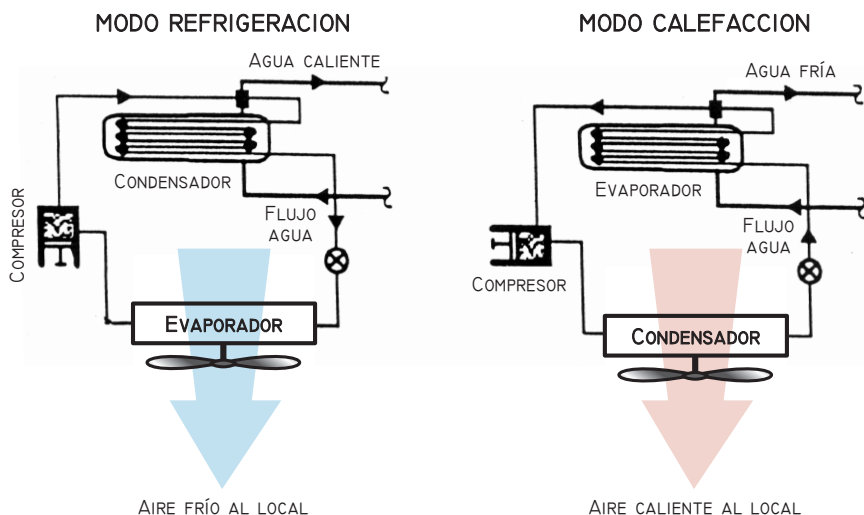 MODO REFRIGERACION
AGUA CALIENTE
CONDENSADOR
COMPRESOR
FLUJO
AGUA
EVAPORADOR
AIRE FRÍO AL LOCAL
MODO CALEFACCION
AGUA FRÍA
EVAPORADOR
FLUJO
AGUA
COMPRESOR
CONDENSADOR
AIRE CALIENTE AL LOCAL